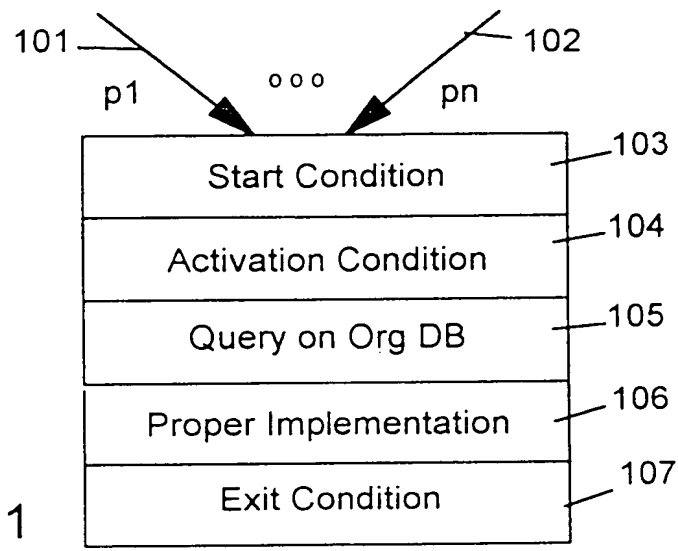 101
102
p1
o o o
pn
103
Start Condition
104
Activation Condition
105
Query on Org DB
106
Proper Implementation
107
Exit Condition
1